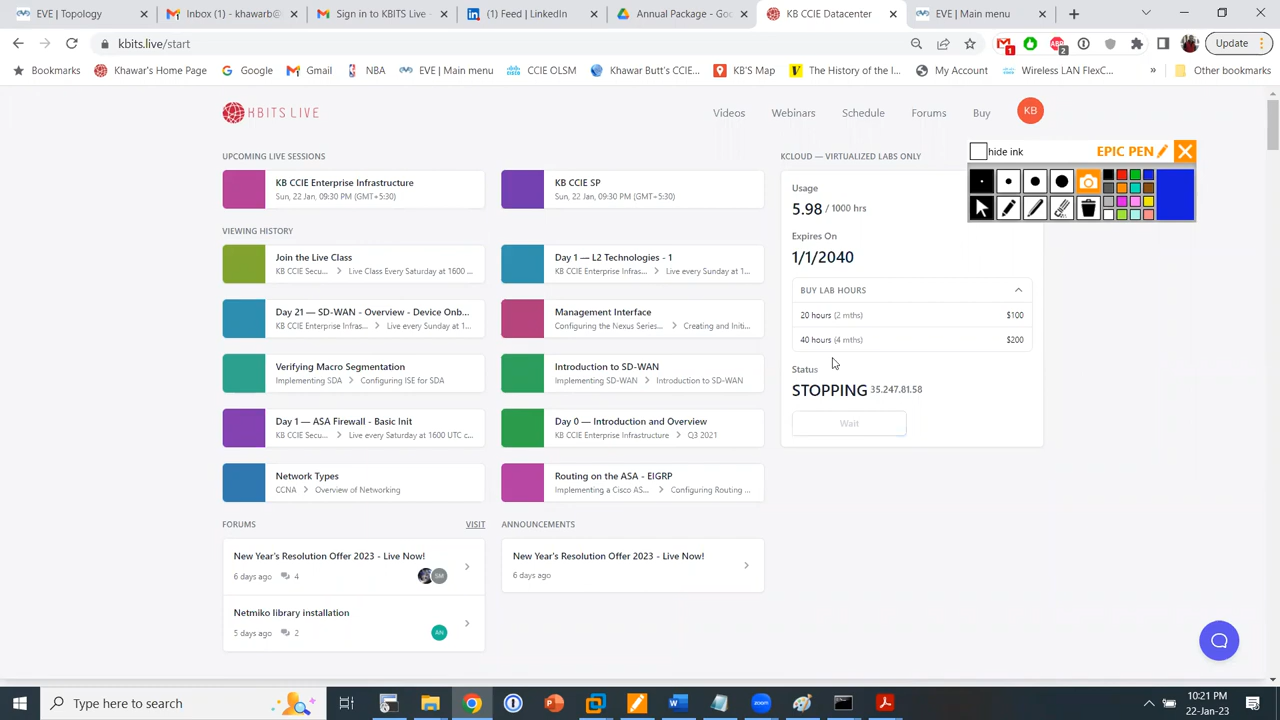 EVE | Topology
Inbox (1) - khawarb@
Sign in to KBITS Live -
(1) Feed | LinkedIn
Annual Package - Goo
KB CCIE Datacenter
EVE | Main menu
kbits.live/start
1
2
Update
Bookmarks
Khawar's Home Page
Google
Gmail
NBA
EVE | Main menu
CCIE OLSM
Khawar Butt's CCIE...
KB'S Map
The History of the I...
My Account
Wireless LAN FlexC...
»
Other bookmarks
KBITS LIVE
Videos
Webinars
Schedule
Forums
Buy
KB
UPCOMING LIVE SESSIONS
KB CCIE Enterprise Infrastructure
Sun, 22 Jan, 09:30 PM (GMT+5:30)
KB CCIE SP
Sun, 22 Jan, 09:30 PM (GMT+5:30)
VIEWING HISTORY
Join the Live Class
KB CCIE Secu... > Live Class Every Saturday at 1600 ...
Day 1 — L2 Technologies - 1
KB CCIE Enterprise Infras... > Live every Sunday at 1...
Day 21 — SD-WAN - Overview - Device Onb...
KB CCIE Enterprise Infras... > Live every Sunday at 1...
Management Interface
Configuring the Nexus Series... > Creating and Initi...
Verifying Macro Segmentation
Implementing SDA > Configuring ISE for SDA
Introduction to SD-WAN
Implementing SD-WAN > Introduction to SD-WAN
Day 1 — ASA Firewall - Basic Init
KB CCIE Secu... > Live every Saturday at 1600 UTC c...
Day 0 — Introduction and Overview
KB CCIE Enterprise Infrastructure > Q3 2021
Network Types
CCNA > Overview of Networking
Routing on the ASA - EIGRP
Implementing a Cisco AS... > Configuring Routing ...
FORUMS
VISIT
New Year's Resolution Offer 2023 - Live Now!
6 days ago 4
SM
Netmiko library installation
5 days ago 2
AN
ANNOUNCEMENTS
New Year's Resolution Offer 2023 - Live Now!
6 days ago
KCLOUD — VIRTUALIZED LABS ONLY
Usage
5.98 / 1000 hrs
Expires On
1/1/2040
BUY LAB HOURS
20 hours (2 mths) $100
40 hours (4 mths) $200
Status
STOPPING 35.247.81.58
Wait
hide ink
EPIC PEN
Type here to search
zoom
10:21 PM
22-Jan-23